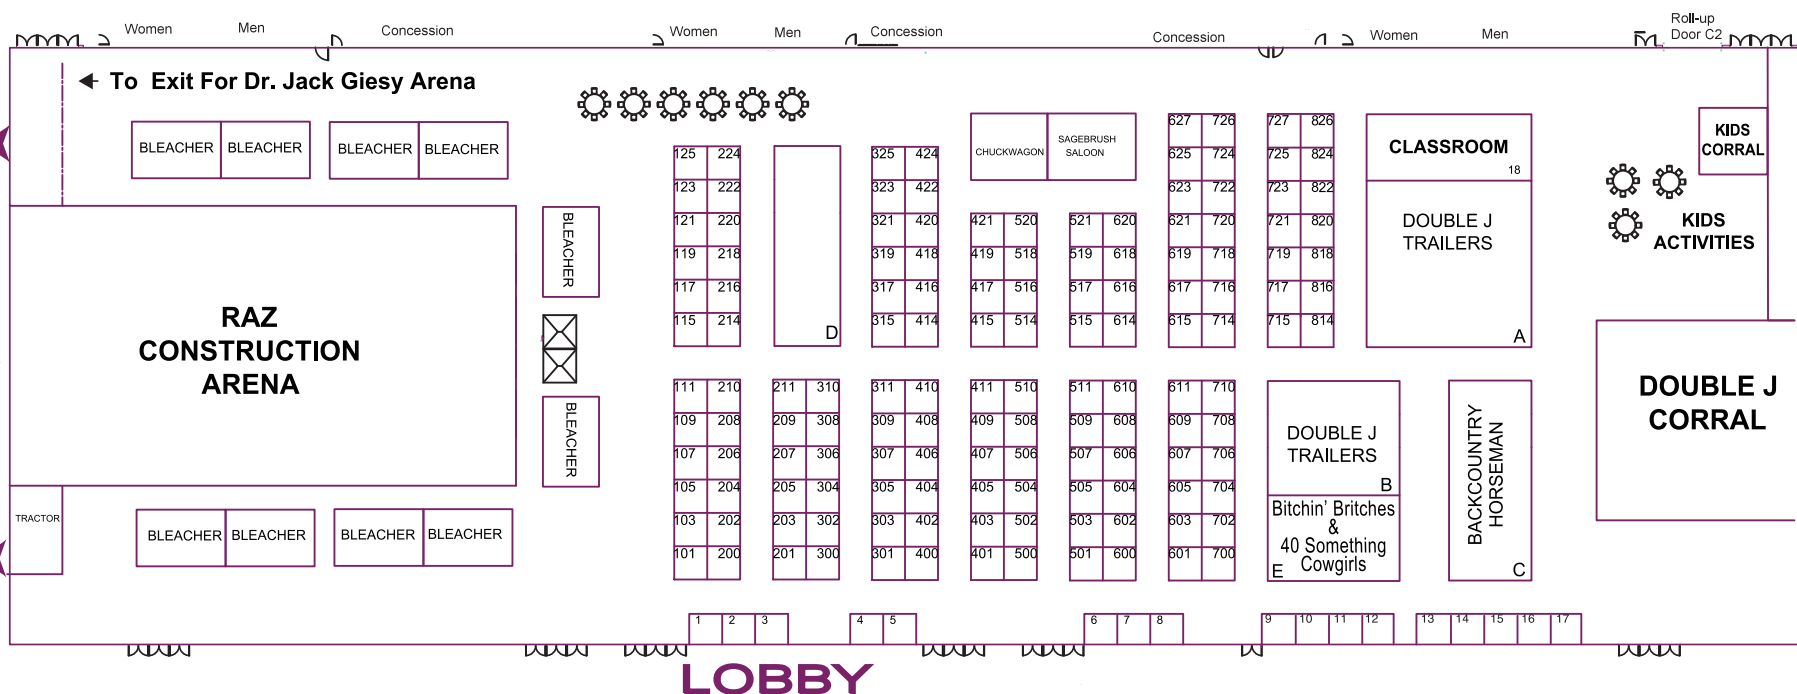 Women Men Concession Women Men Concession Concession Women Men Roll-up
Door C2
To Exit For Dr. Jack Giesy Arena
BLEACHER BLEACHER BLEACHER BLEACHER
BLEACHER
RAZ
CONSTRUCTION
ARENA
BLEACHER
TRACTOR
BLEACHER BLEACHER BLEACHER BLEACHER
125 224
123 222
121 220
119 218
117 216
115 214
D
325 424
323 422
321 420
319 418
317 416
315 414
CHUCKWAGON
SAGEBRUSH
SALOON
421 520
419 518
417 516
415 514
521 620
519 618
517 616
515 614
627 726
625 724
623 722
621 720
619 718
617 716
615 714
727 826
725 824
723 822
721 820
719 818
717 816
715 814
CLASSROOM
18
DOUBLE J
TRAILERS
A
KIDS
CORRAL
KIDS
ACTIVITIES
DOUBLE J
CORRAL
111 210
109 208
107 206
105 204
103 202
101 200
211 310
209 308
207 306
205 304
203 302
201 300
311 410
309 408
307 406
305 404
303 402
301 400
411 510
409 508
407 506
405 504
403 502
401 500
511 610
509 608
507 606
505 604
503 602
501 600
611 710
609 708
607 706
605 704
603 702
601 700
DOUBLE J
TRAILERS
B
Bitchin' Britches
&
40 Something
Cowgirls
E
BACKCOUNTRY
HORSEMAN
C
1 2 3 4 5 6 7 8 9 10 11 12 13 14 15 16 17
LOBBY